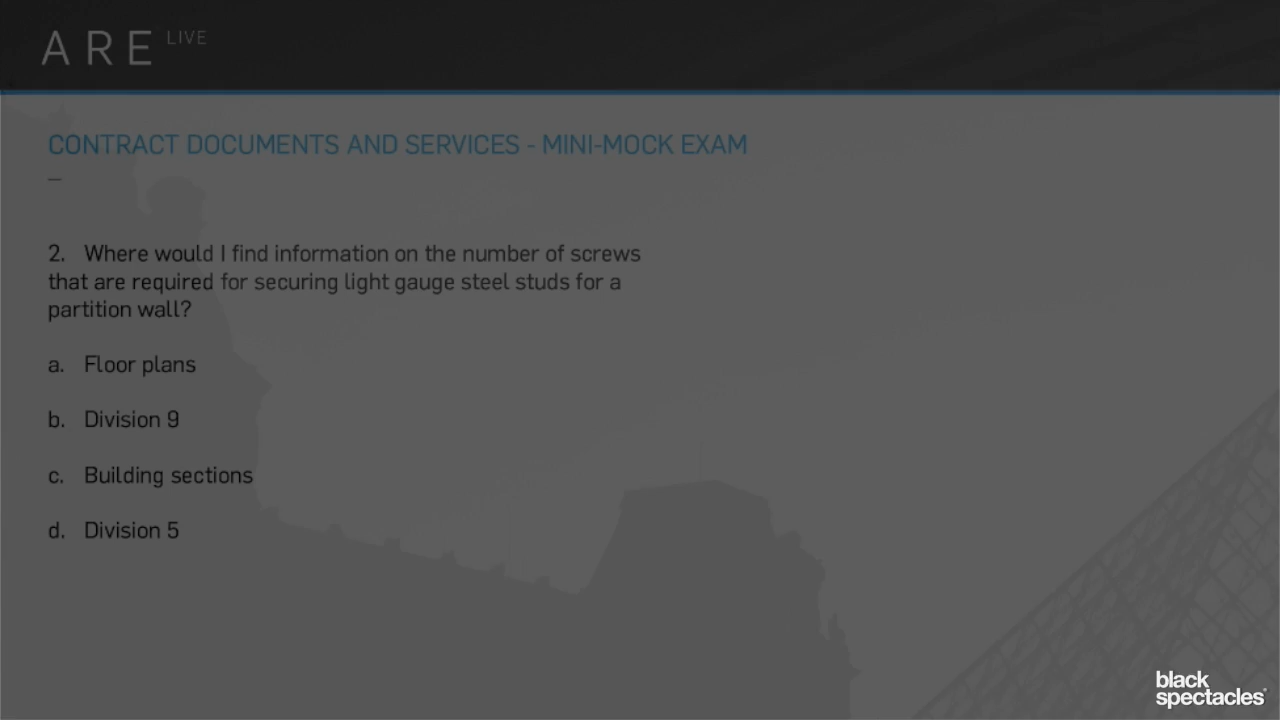 ARE LIVE
CONTRACT DOCUMENTS AND SERVICES - MINI-MOCK EXAM
—
2. Where would I find information on the number of screws
that are required for securing light gauge steel studs for a
partition wall?
a. Floor plans
b. Division 9
c. Building sections
d. Division 5
black
spectacles